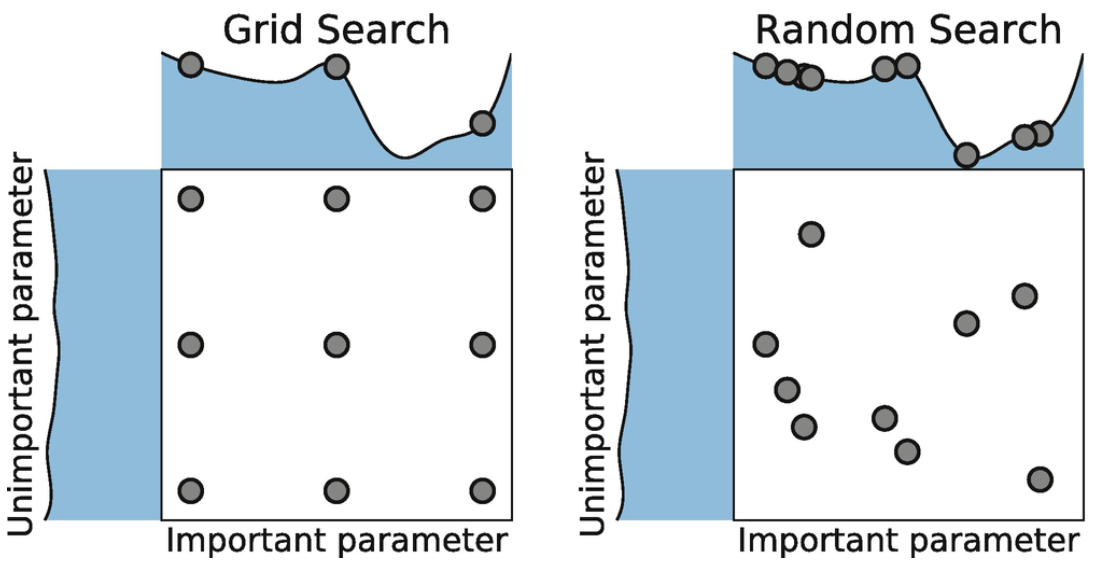 Grid Search
Unimportant parameter
Important parameter
Random Search
Unimportant parameter
Important parameter